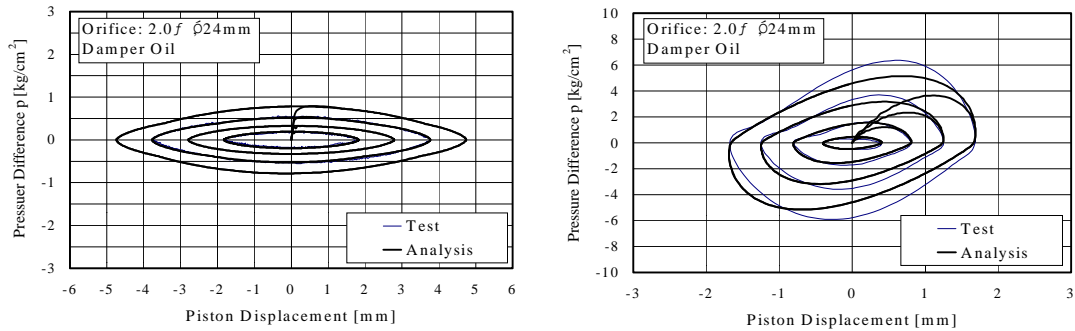 3
2
1
0
-1
-2
-3
Pressuer Difference p [kg/cm²]
Orifice: 2.0ƒ Ǿ24mm
Damper Oil
Test
Analysis
-6 -5 -4 -3 -2 -1 0 1 2 3 4 5 6
Piston Displacement [mm]
10
8
6
4
2
0
-2
-4
-6
-8
-10
Pressure Difference p [kg/cm²]
Orifice: 2.0ƒ Ǿ24mm
Damper Oil
Test
Analysis
-3 -2 -1 0 1 2 3
Piston Displacement [mm]